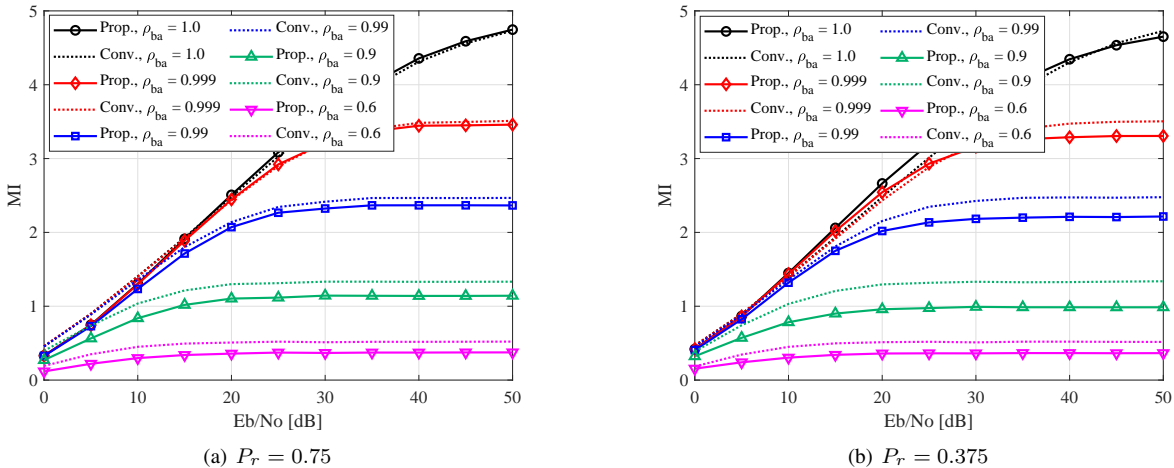 5
4
3
2
1
0
MI
Prop., ρba = 1.0
Conv., ρba = 1.0
Prop., ρba = 0.999
Conv., ρba = 0.999
Prop., ρba = 0.99
Conv., ρba = 0.99
Prop., ρba = 0.9
Conv., ρba = 0.9
Prop., ρba = 0.6
Conv., ρba = 0.6
0 10 20 30 40 50
Eb/No [dB]
(a) Pr = 0.75
5
4
3
2
1
0
MI
Prop., ρba = 1.0
Conv., ρba = 1.0
Prop., ρba = 0.999
Conv., ρba = 0.999
Prop., ρba = 0.99
Conv., ρba = 0.99
Prop., ρba = 0.9
Conv., ρba = 0.9
Prop., ρba = 0.6
Conv., ρba = 0.6
0 10 20 30 40 50
Eb/No [dB]
(b) Pr = 0.375